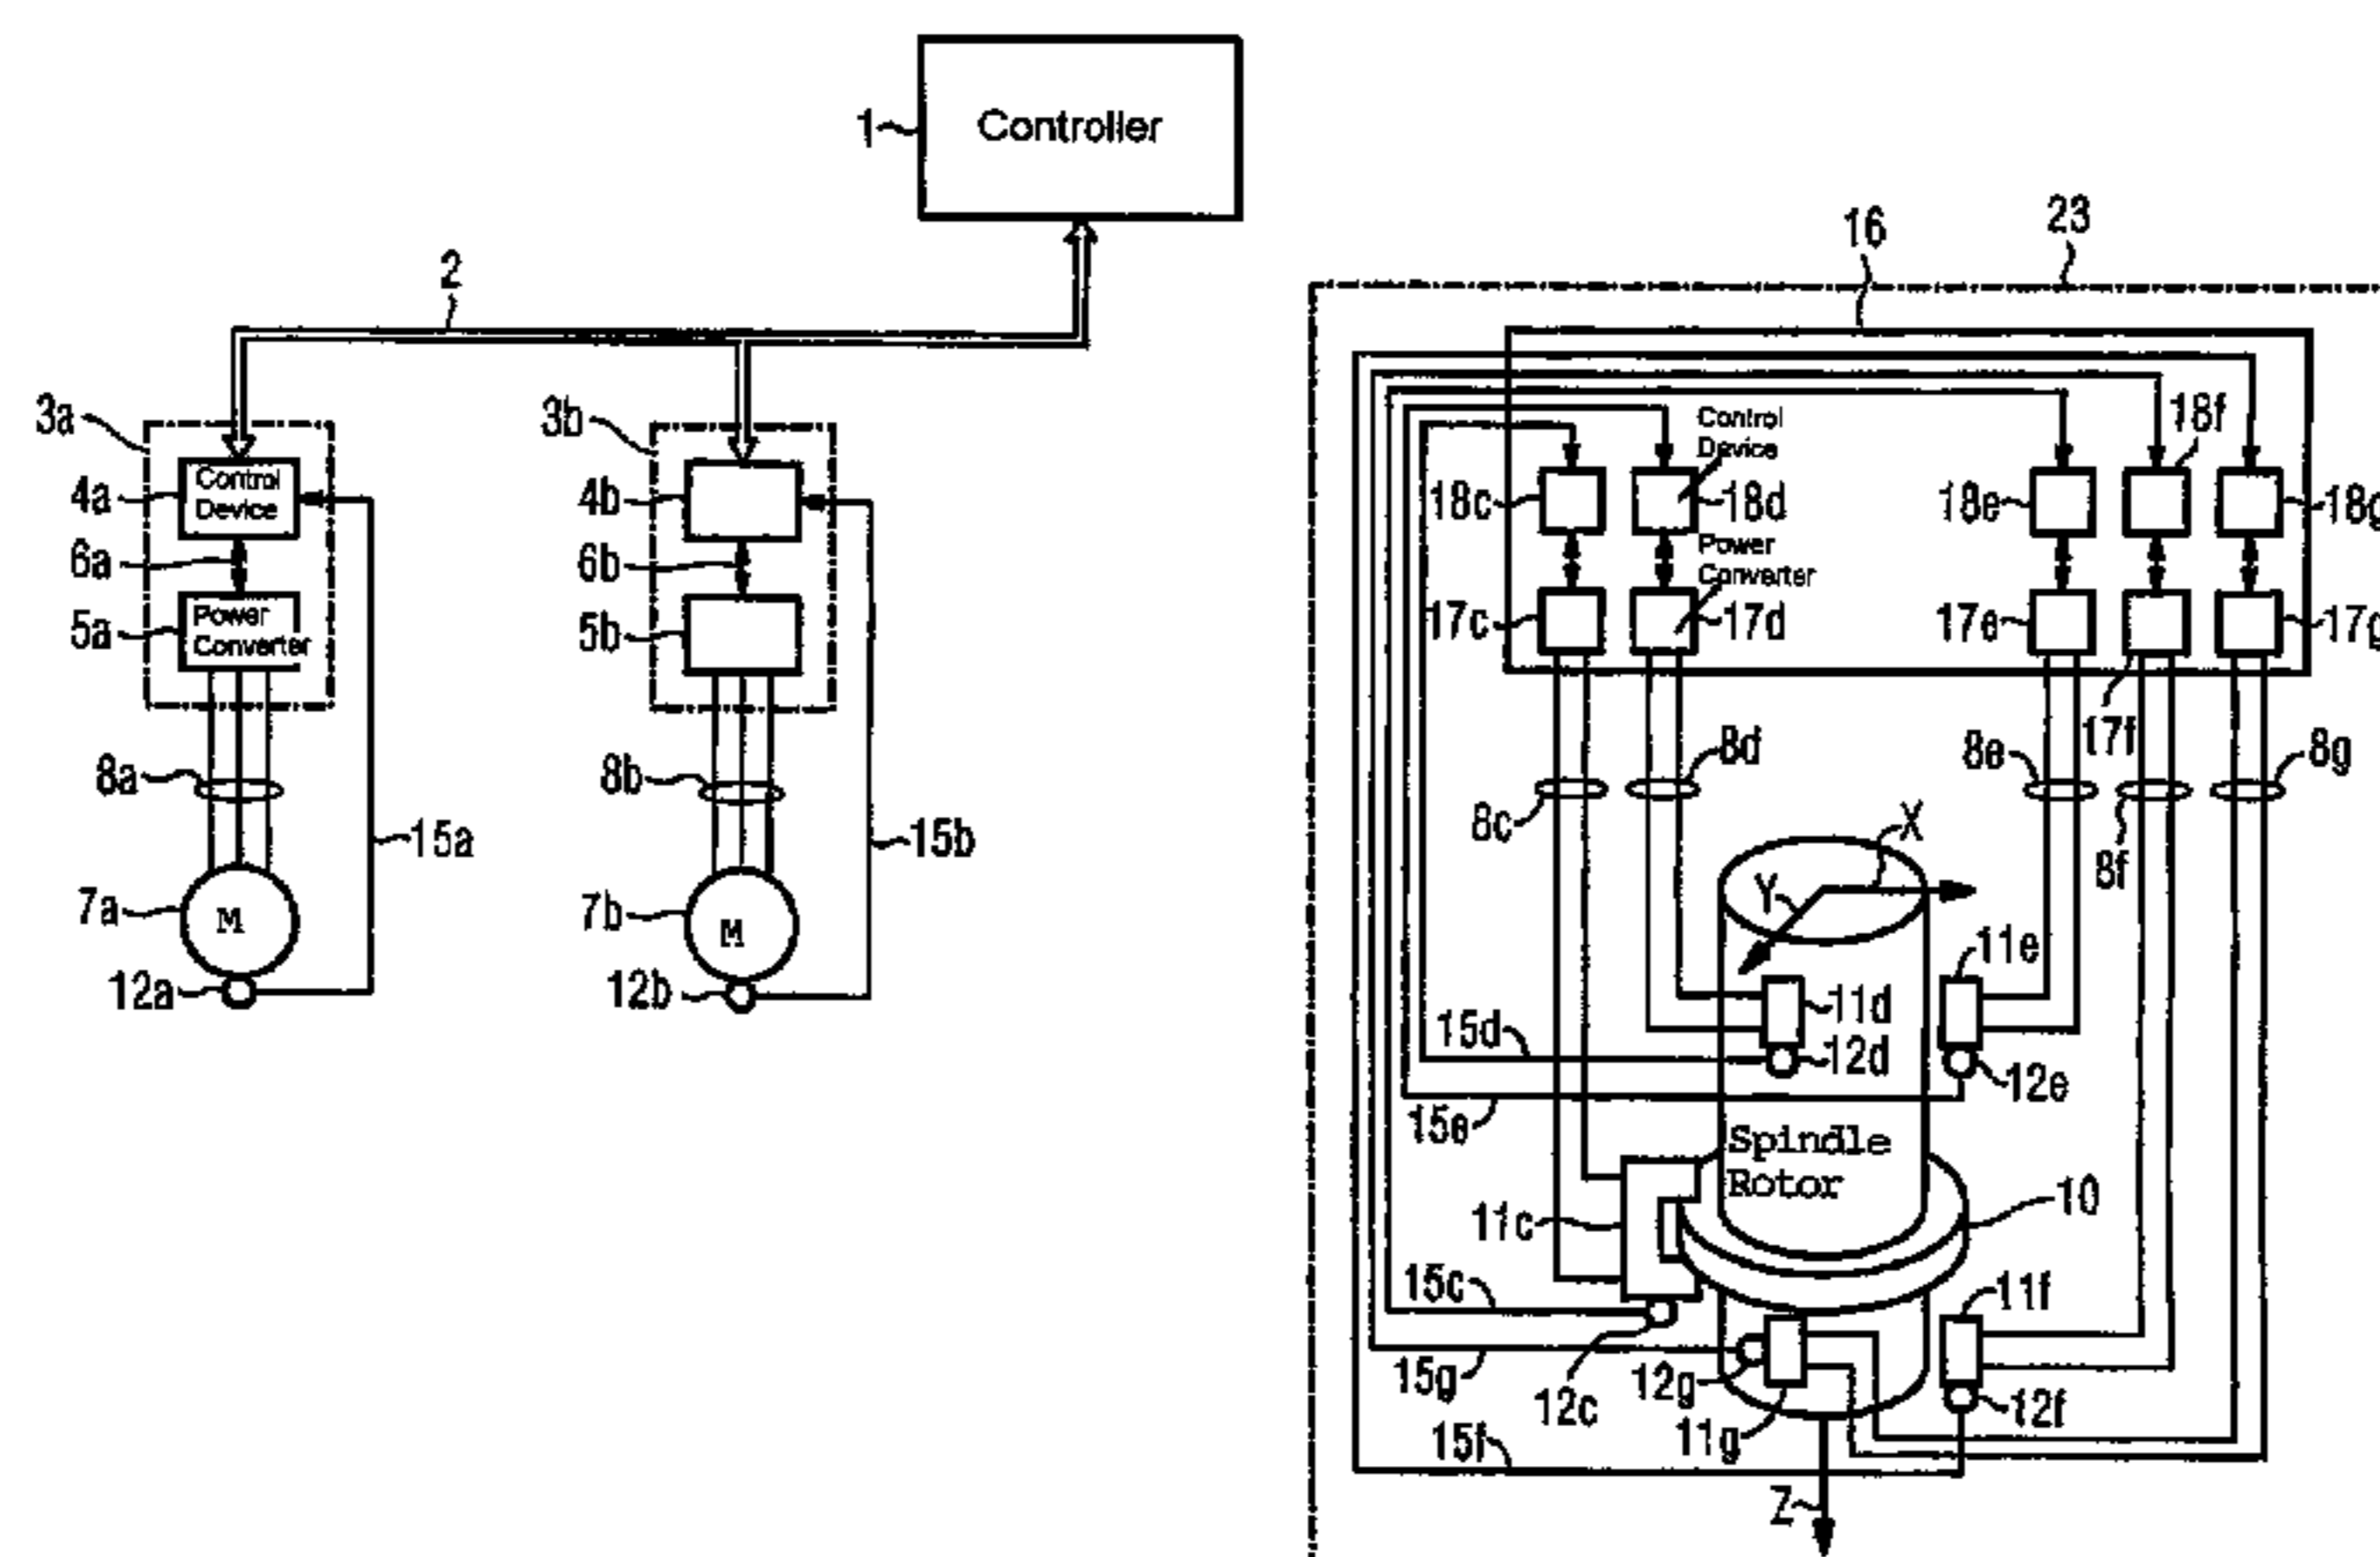 1
Controller
2
16
23
3a
3b
4a
Control
Device
4b
6a
6b
5a
Power
Converter
5b
8a
8b
15a
15b
7a
M
7b
M
12a
12b
Control
Device
18f
18c
18d
18e
18g
Power
Converter
17c
17d
17e
17g
17f
8d
8e
8g
8c
8f
X
Y
11e
11d
15d
12d
12e
15e
Spindle
Rotor
10
11c
15c
11f
15g
12g
12c
12f
11g
15f
Z